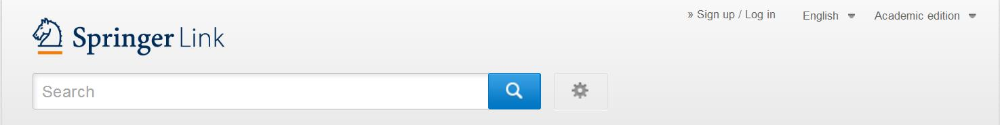 » Sign up / Log in English Academic edition
Springer Link
Search